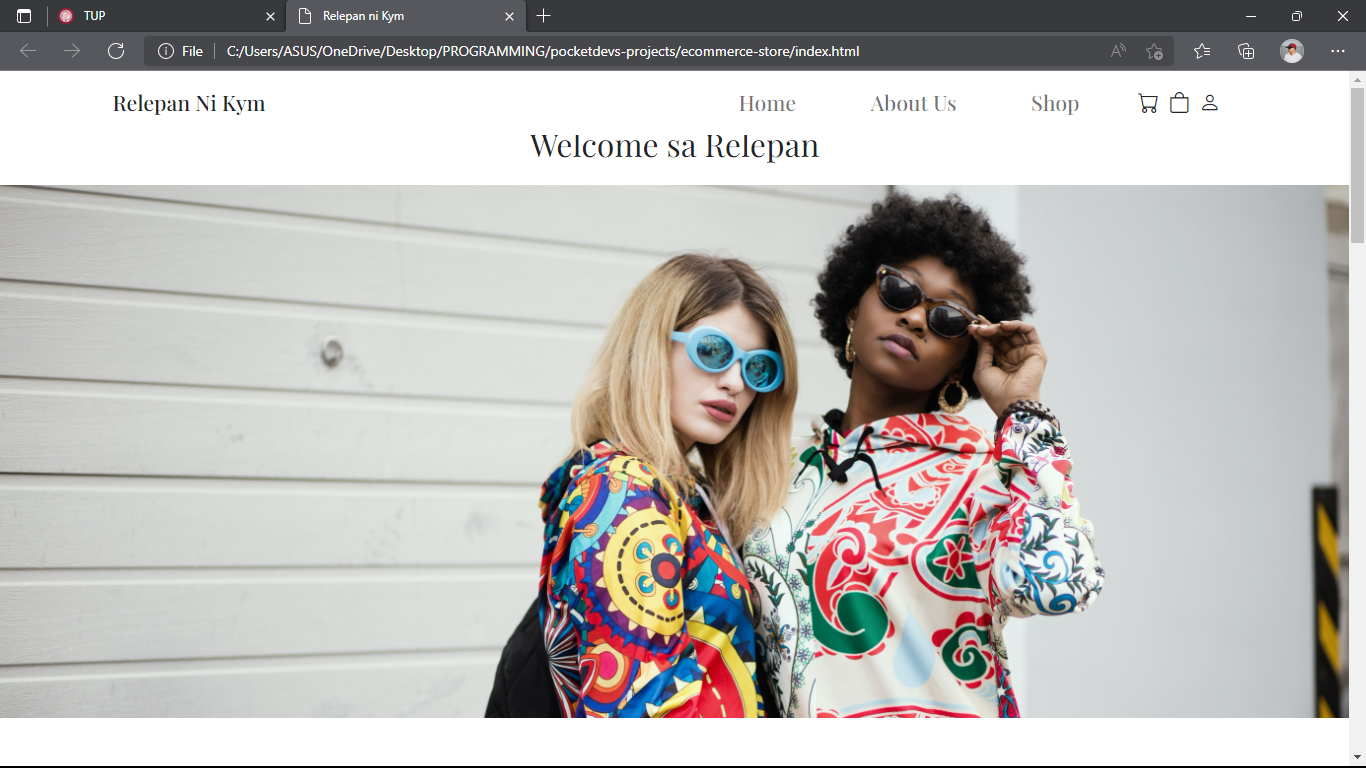 TUP
Relepan ni Kym
File
C:/Users/ASUS/OneDrive/Desktop/PROGRAMMING/pocketdevs-projects/ecommerce-store/index.html
Relepan Ni Kym
Home
About Us
Shop
Welcome sa Relepan